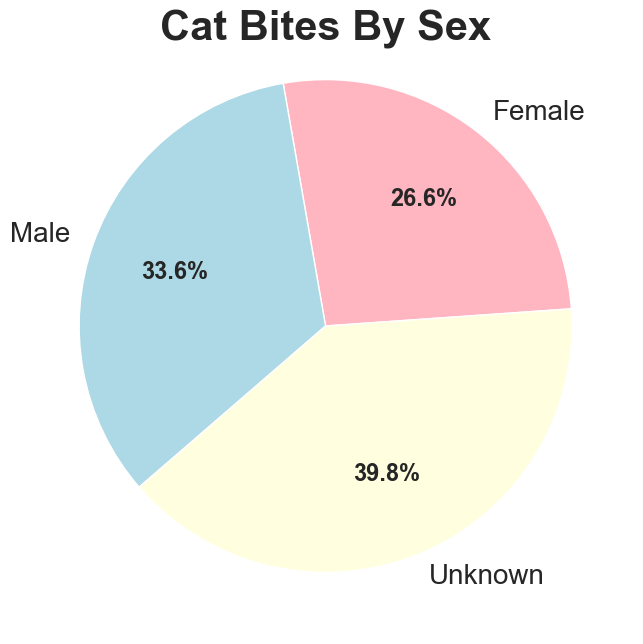 Cat Bites By Sex
Female
26.6%
Male
33.6%
39.8%
Unknown